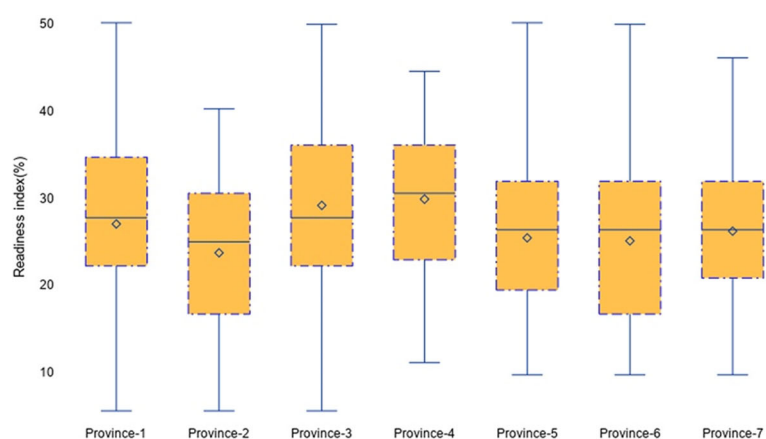 50
40
30
20
10
Readiness index(%)
Province-1 Province-2 Province-3 Province-4 Province-5 Province-6 Province-7